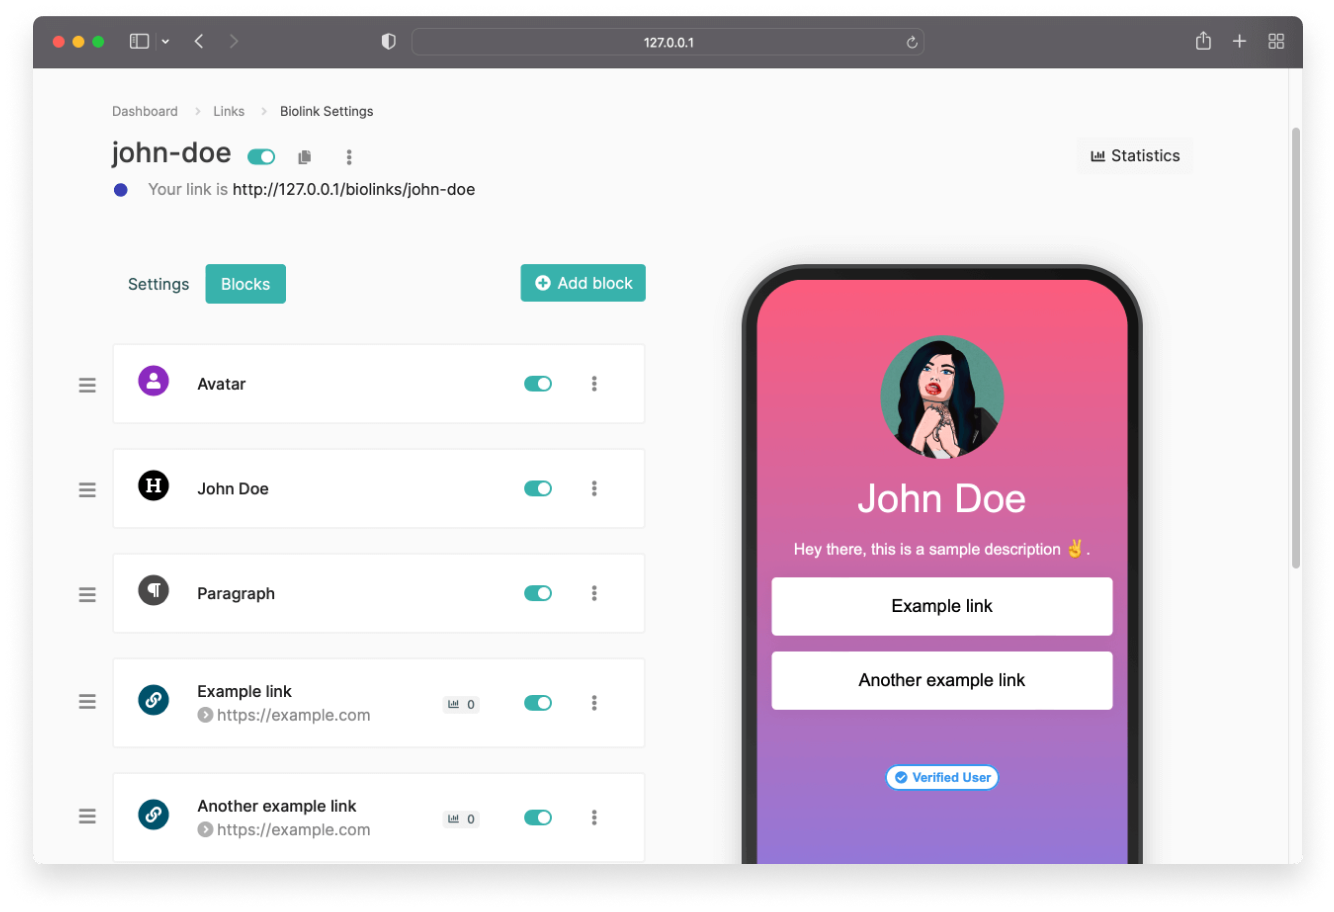 127.0.0.1
Dashboard Links Biolink Settings
john-doe
Statistics
Your link is http://127.0.0.1/biolinks/john-doe
Settings Blocks
Add block
Avatar
H John Doe
Paragraph
Example link
https://example.com
0
Another example link
https://example.com
0
John Doe
Hey there, this is a sample description ✌️.
Example link
Another example link
Verified User